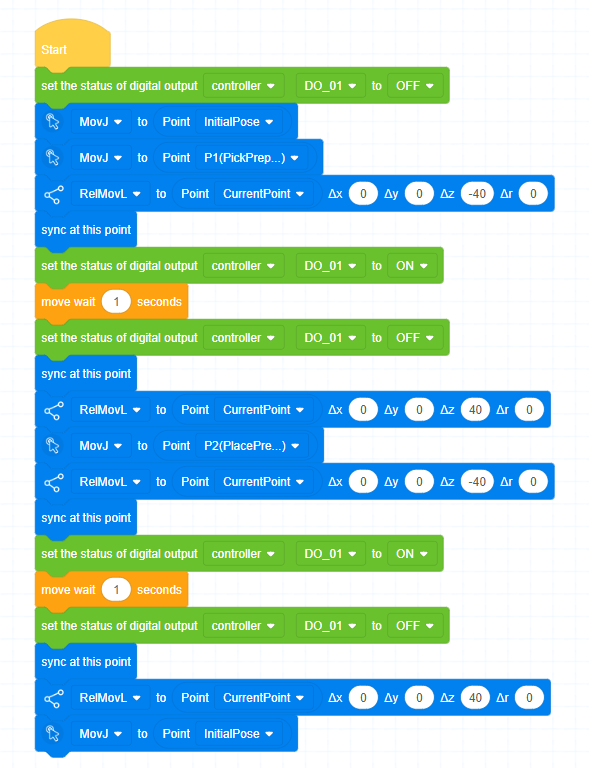 Start
set the status of digital output controller DO_01 to OFF
MovJ to Point InitialPose
MovJ to Point P1(PickPrep...)
RelMovL to Point CurrentPoint Δx 0 Δy 0 Δz -40 Δr 0
sync at this point
set the status of digital output controller DO_01 to ON
move wait 1 seconds
set the status of digital output controller DO_01 to OFF
sync at this point
RelMovL to Point CurrentPoint Δx 0 Δy 0 Δz 40 Δr 0
MovJ to Point P2(PlacePre...)
RelMovL to Point CurrentPoint Δx 0 Δy 0 Δz -40 Δr 0
sync at this point
set the status of digital output controller DO_01 to ON
move wait 1 seconds
set the status of digital output controller DO_01 to OFF
sync at this point
RelMovL to Point CurrentPoint Δx 0 Δy 0 Δz 40 Δr 0
MovJ to Point InitialPose